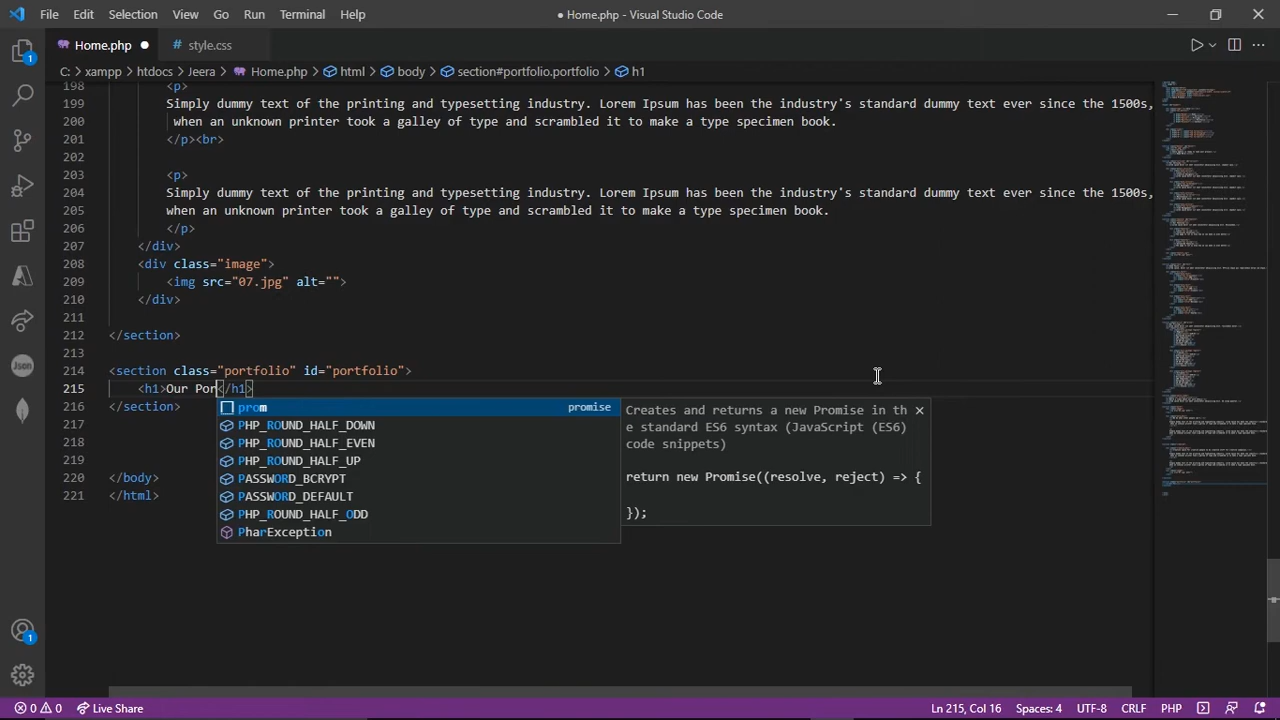 File Edit Selection View Go Run Terminal Help ● Home.php - Visual Studio Code
Home.php ● style.css
C: > xampp > htdocs > Jeera > Home.php > html > body > section#portfolio.portfolio > h1
198 <p>
199 Simply dummy text of the printing and typesetting industry. Lorem Ipsum has been the industry's standard dummy text ever since the 1500s,
200 when an unknown printer took a galley of type and scrambled it to make a type specimen book.
201 </p><br>
202
203 <p>
204 Simply dummy text of the printing and typesetting industry. Lorem Ipsum has been the industry's standard dummy text ever since the 1500s,
205 when an unknown printer took a galley of type and scrambled it to make a type specimen book.
206 </p>
207 </div>
208 <div class="image">
209 <img src="07.jpg" alt="">
210 </div>
211
212 </section>
213
214 <section class="portfolio" id="portfolio">
215 <h1>Our Por</h1>
216 </section>
217 prom promise
218 PHP_ROUND_HALF_DOWN
PHP_ROUND_HALF_EVEN
219 PHP_ROUND_HALF_UP
220 </body> PASSWORD_BCRYPT
221 </html> PASSWORD_DEFAULT
PHP_ROUND_HALF_ODD
PharException
Creates and returns a new Promise in th
e standard ES6 syntax (JavaScript (ES6)
code snippets)
return new Promise((resolve, reject) => {
});
1
Json
1
0 0 Live Share Ln 215, Col 16 Spaces: 4 UTF-8 CRLF PHP